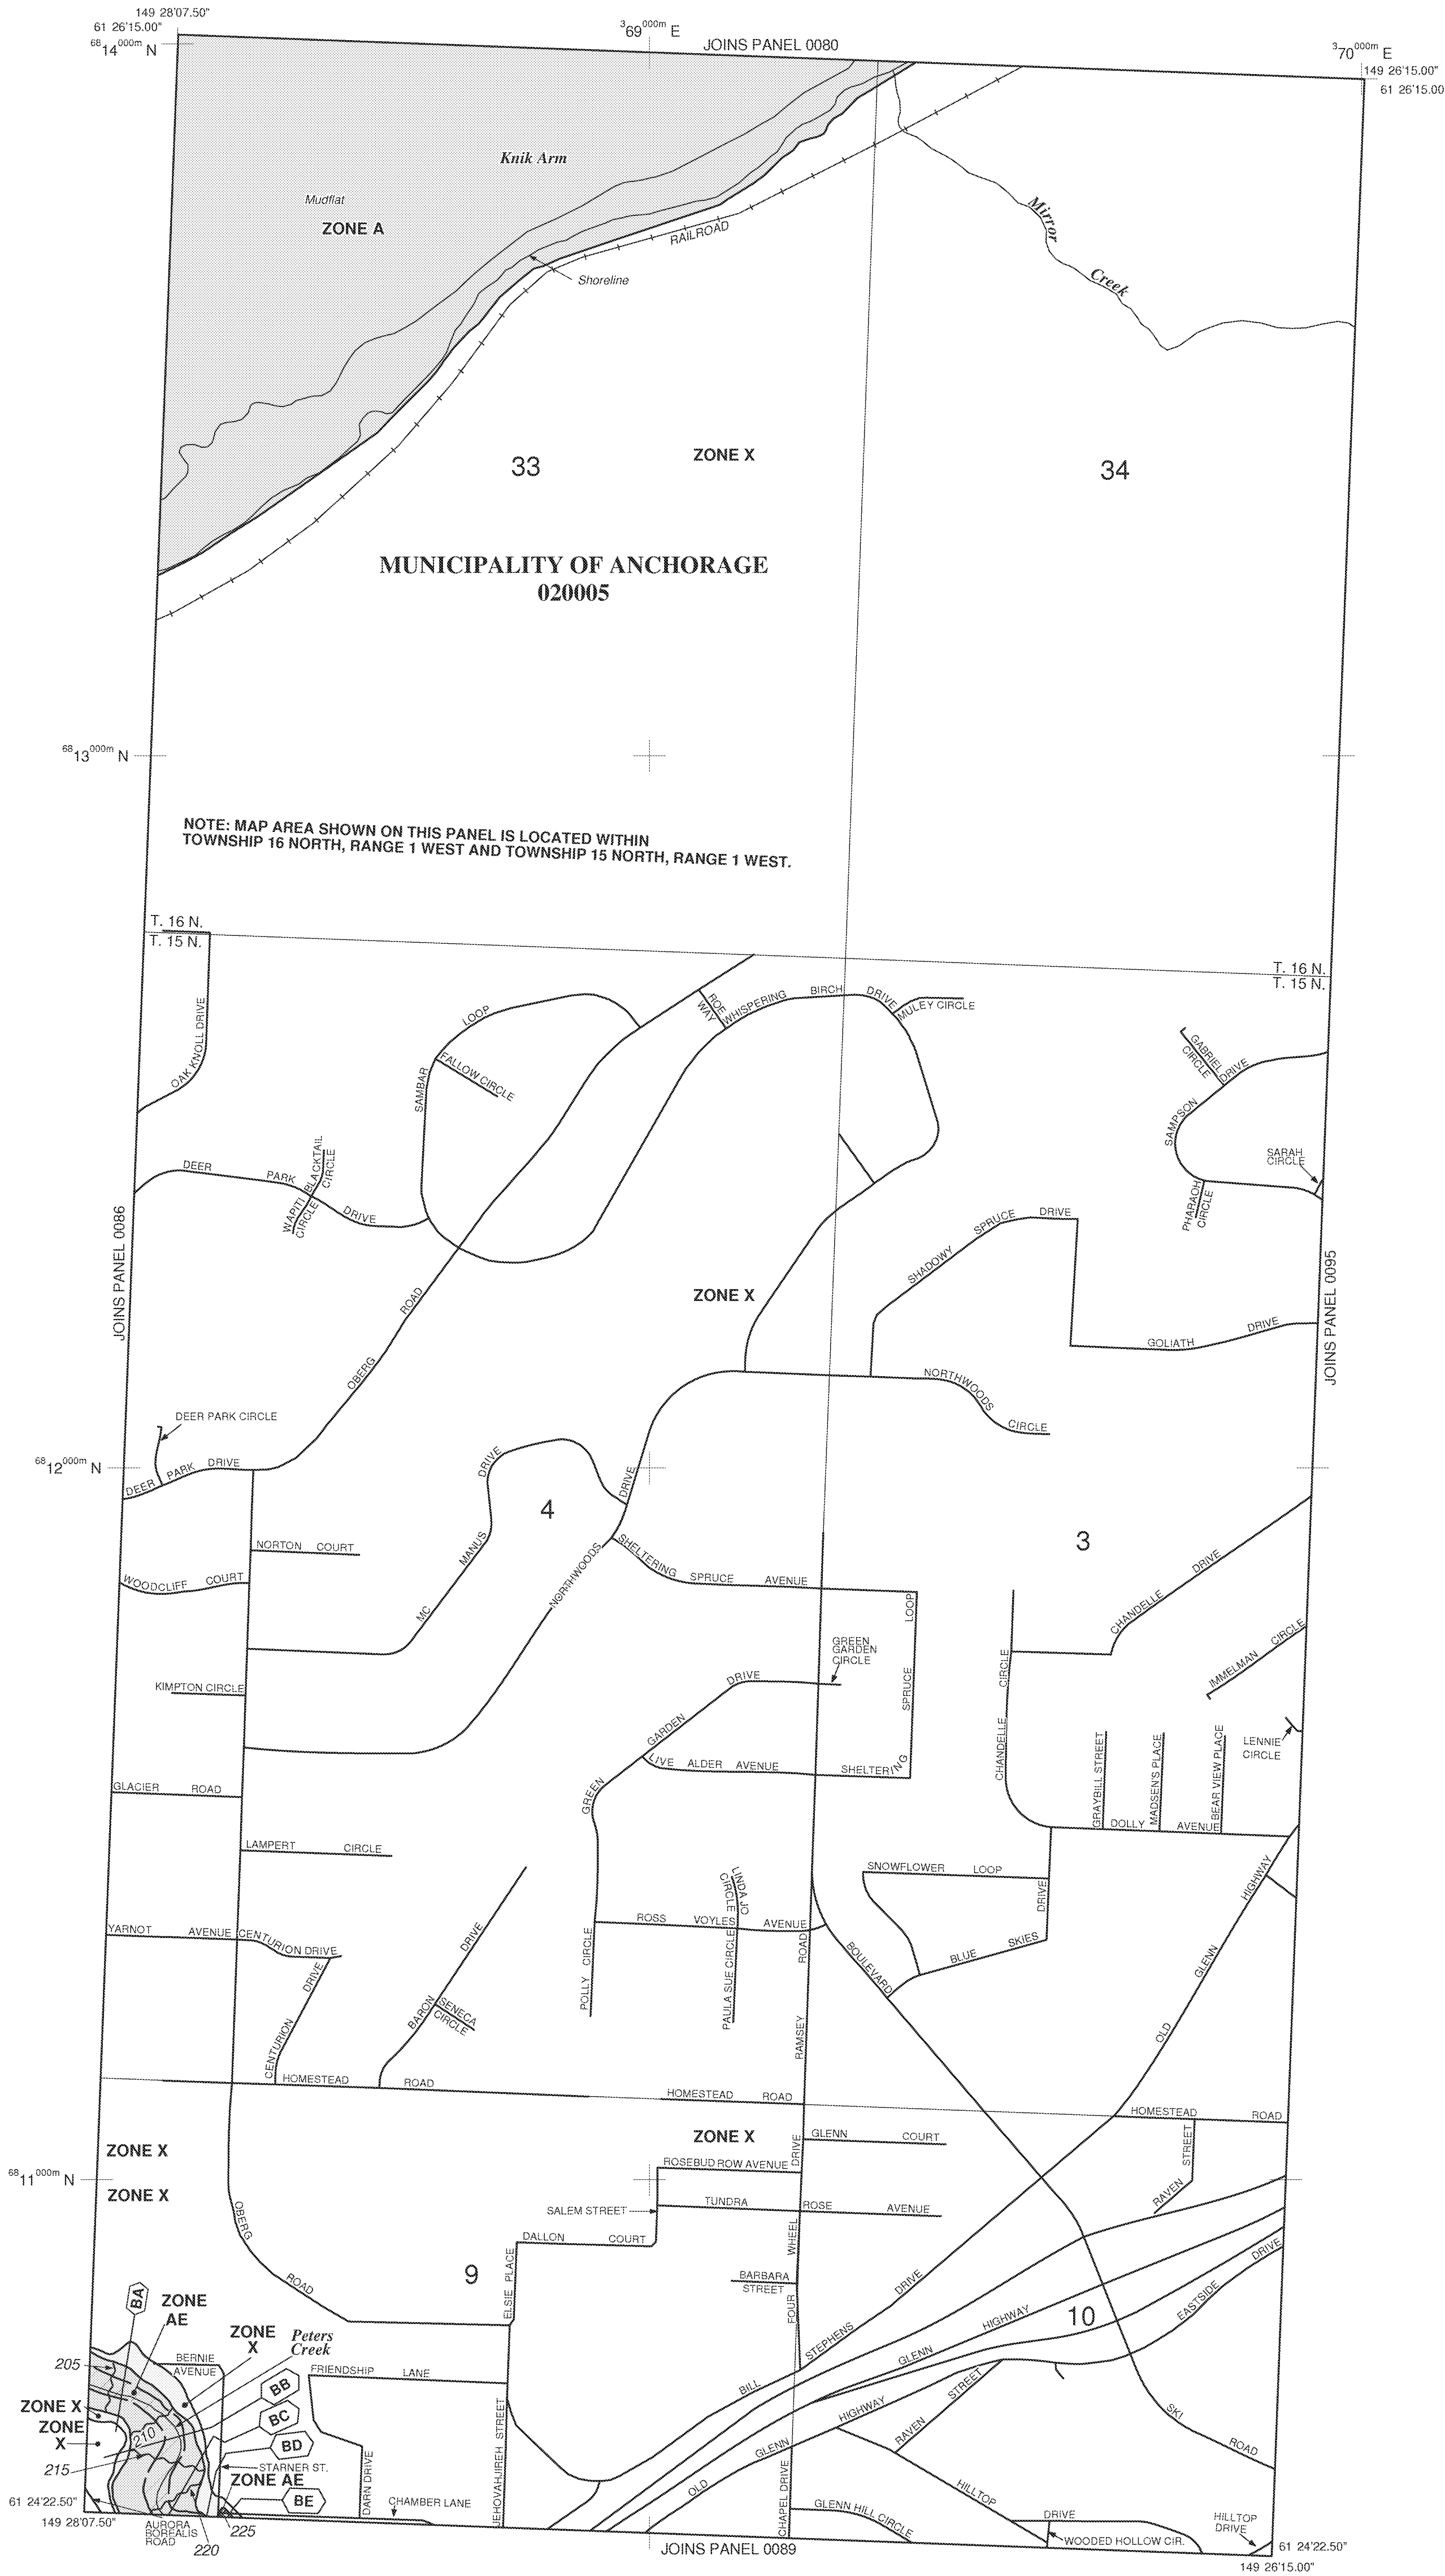 149 28'07.50"
61 26'15.00"
68 14 000m N
3 69 000m E
JOINS PANEL 0080
3 70 000m E
149 26'15.00"
61 26'15.00
Knik Arm
Mudflat
ZONE A
RAILROAD
Shoreline
Mirror
Creek
33
ZONE X
34
MUNICIPALITY OF ANCHORAGE
020005
68 13 000m N
NOTE: MAP AREA SHOWN ON THIS PANEL IS LOCATED WITHIN
TOWNSHIP 16 NORTH, RANGE 1 WEST AND TOWNSHIP 15 NORTH, RANGE 1 WEST.
T. 16 N.
T. 15 N.
T. 16 N.
T. 15 N.
OAK KNOLL DRIVE
SAMBAR LOOP
FALLOW CIRCLE
ROE
WAY
WHISPERING BIRCH DRIVE
MULEY CIRCLE
GABRIEL
CIRCLE
SAMPSON DRIVE
SARAH
CIRCLE
PHARAOH
CIRCLE
DEER PARK DRIVE
BLACKTAIL
CIRCLE
WAPITI
CIRCLE
JOINS PANEL 0086
OBERG ROAD
ZONE X
SHADOWY SPRUCE DRIVE
GOLIATH DRIVE
JOINS PANEL 0095
NORTHWOODS
CIRCLE
DEER PARK CIRCLE
68 12 000m N
DEER PARK DRIVE
MC MANUS DRIVE
4
NORTHWOODS DRIVE
3
NORTON COURT
WOODCLIFF COURT
SHELTERING SPRUCE AVENUE
SHELTERING SPRUCE LOOP
CHANDELLE DRIVE
CHANDELLE CIRCLE
IMMELMAN CIRCLE
GREEN
GARDEN
CIRCLE
KIMPTON CIRCLE
GREEN GARDEN DRIVE
LIVE ALDER AVENUE
LENNIE
CIRCLE
GRAYBILL STREET
MADSEN'S PLACE
BEAR VIEW PLACE
DOLLY AVENUE
GLACIER ROAD
LAMPERT CIRCLE
SNOWFLOWER LOOP
BLUE SKIES DRIVE
OLD GLENN HIGHWAY
LINDA JO
CIRCLE
ROSS VOYLES AVENUE
PAULA SUE CIRCLE
POLLY CIRCLE
RAMSEY ROAD
BOULEVARD
YARNOT AVENUE
CENTURION DRIVE
CENTURION DRIVE
BARON DRIVE
SENECA
CIRCLE
HOMESTEAD ROAD
HOMESTEAD ROAD
HOMESTEAD ROAD
ZONE X
ZONE X
GLENN COURT
ROSEBUD ROW AVENUE
RAVEN STREET
68 11 000m N
ZONE X
SALEM STREET
TUNDRA ROSE AVENUE
DALLON COURT
OBERG ROAD
9
ELSIE PLACE
BARBARA
STREET
FOUR WHEEL DRIVE
10
BILL STEPHENS DRIVE
GLENN HIGHWAY
EASTSIDE DRIVE
BA
ZONE
AE
ZONE
X
Peters
Creek
BERNIE
AVENUE
205
FRIENDSHIP LANE
BB
ZONE X
BC
ZONE
X
210
BD
215
STARNER ST.
ZONE AE
BE
OLD GLENN HIGHWAY
RAVEN STREET
SKI ROAD
DARN DRIVE
JEHOVAHJIREH STREET
CHAMBER LANE
CHAPEL DRIVE
GLENN HILL CIRCLE
HILLTOP DRIVE
WOODED HOLLOW CIR.
HILLTOP
DRIVE
61 24'22.50"
149 28'07.50"
AURORA
BOREALIS
ROAD
220
225
JOINS PANEL 0089
61 24'22.50"
149 26'15.00"